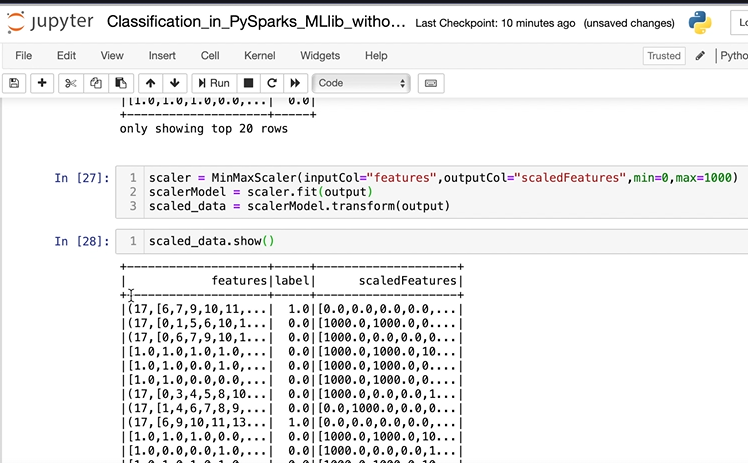 jupyter Classification_in_PySparks_MLlib_witho... Last Checkpoint: 10 minutes ago (unsaved changes)
File Edit View Insert Cell Kernel Widgets Help Trusted
Run Code
|[1.0,1.0,1.0,0.0,...| 0.0|
+--------------------+-----+
only showing top 20 rows
In [27]: 1 scaler = MinMaxScaler(inputCol="features",outputCol="scaledFeatures",min=0,max=1000)
2 scalerModel = scaler.fit(output)
3 scaled_data = scalerModel.transform(output)
In [28]: 1 scaled_data.show()
+--------------------+-----+--------------------+
| features|label| scaledFeatures|
+--------------------+-----+--------------------+
|(17,[6,7,9,10,11,...| 1.0|[0.0,0.0,0.0,0.0,...|
|(17,[0,1,5,6,10,1...| 0.0|[1000.0,1000.0,0....|
|(17,[0,6,7,9,10,1...| 0.0|[1000.0,0.0,0.0,0...|
|[1.0,1.0,1.0,1.0,...| 0.0|[1000.0,1000.0,10...|
|[1.0,1.0,0.0,1.0,...| 0.0|[1000.0,1000.0,0....|
|[1.0,1.0,0.0,0.0,...| 0.0|[1000.0,1000.0,0....|
|(17,[0,3,4,5,8,10...| 0.0|[1000.0,0.0,0.0,1...|
|(17,[1,4,6,7,8,9,...| 0.0|[0.0,1000.0,0.0,0...|
|(17,[6,9,10,11,13...| 1.0|[0.0,0.0,0.0,0.0,...|
|[1.0,1.0,1.0,0.0,...| 0.0|[1000.0,1000.0,10...|
|[1.0,0.0,0.0,1.0,...| 0.0|[1000.0,0.0,0.0,1...|